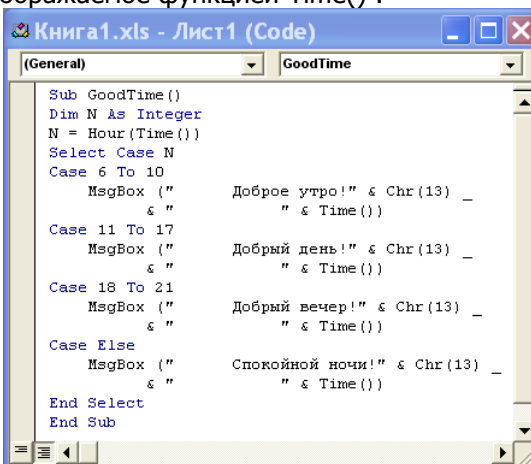 ображаемое функцией Time() .
Книга1.xls - Лист1 (Code)
(General) GoodTime
Sub GoodTime()
Dim N As Integer
N = Hour(Time())
Select Case N
Case 6 To 10
MsgBox ("        Доброе утро!" & Chr(13) _
& "            " & Time())
Case 11 To 17
MsgBox ("        Добрый день!" & Chr(13) _
& "            " & Time())
Case 18 To 21
MsgBox ("        Добрый вечер!" & Chr(13) _
& "            " & Time())
Case Else
MsgBox ("        Спокойной ночи!" & Chr(13) _
& "            " & Time())
End Select
End Sub